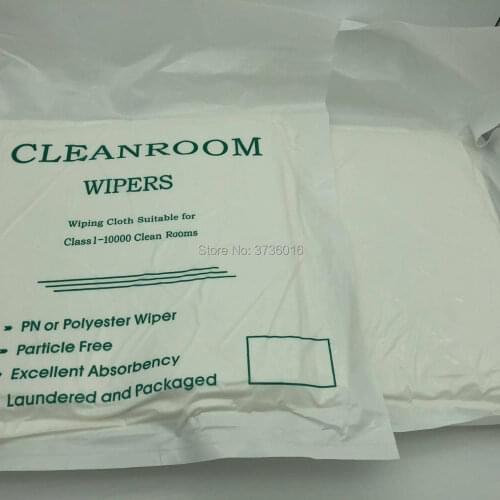 CLEANROOM
WIPERS
Wiping Cloth Suitable for
Class1-10000 Clean Rooms
Store No: 3736016
PN or Polyester Wiper
Particle Free
Excellent Absorbency
Laundered and Packaged